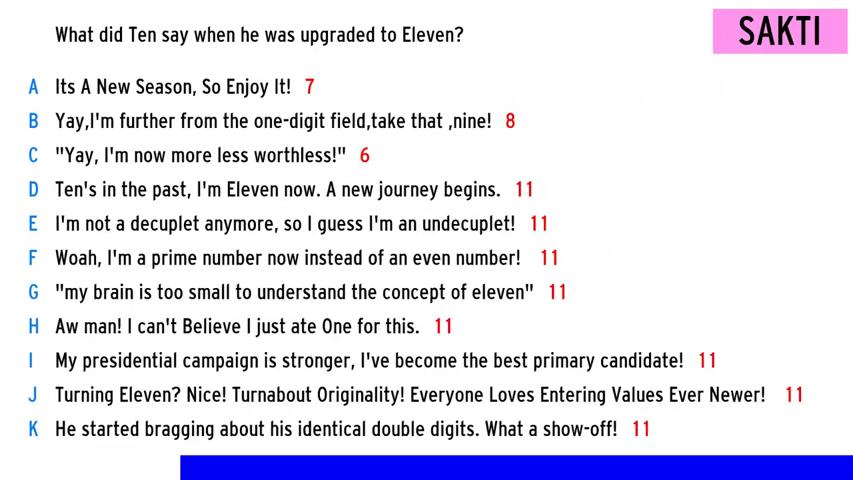 What did Ten say when he was upgraded to Eleven?
SAKTI
A Its A New Season, So Enjoy It! 7
B Yay,I'm further from the one-digit field,take that ,nine! 8
C "Yay, I'm now more less worthless!" 6
D Ten's in the past, I'm Eleven now. A new journey begins. 11
E I'm not a decuplet anymore, so I guess I'm an undecuplet! 11
F Woah, I'm a prime number now instead of an even number! 11
G "my brain is too small to understand the concept of eleven" 11
H Aw man! I can't Believe I just ate One for this. 11
I My presidential campaign is stronger, I've become the best primary candidate! 11
J Turning Eleven? Nice! Turnabout Originality! Everyone Loves Entering Values Ever Newer! 11
K He started bragging about his identical double digits. What a show-off! 11